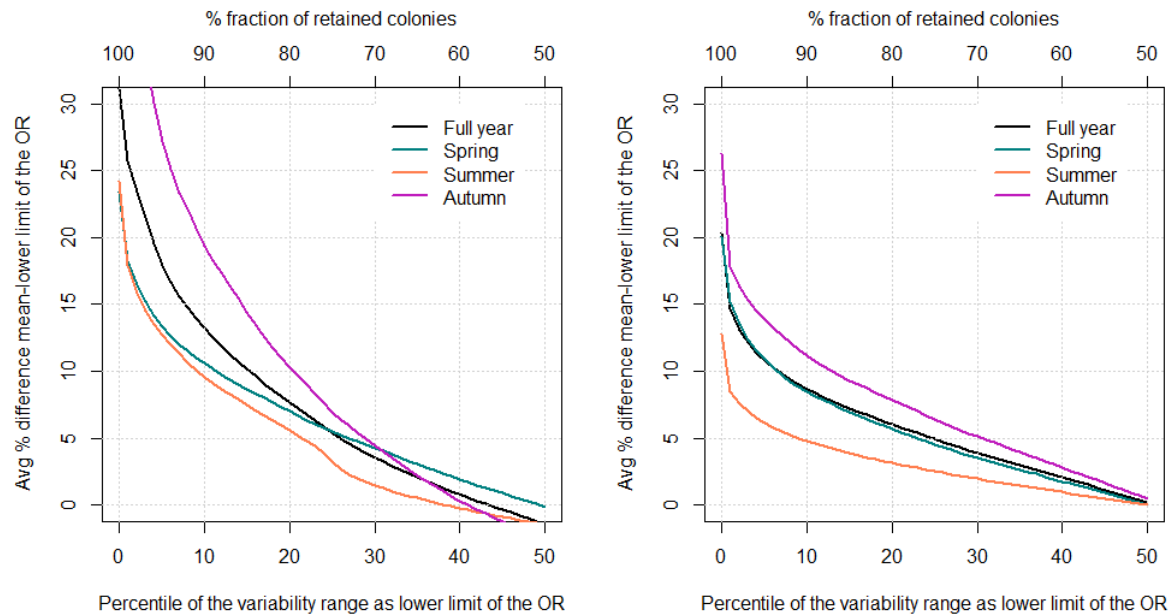 % fraction of retained colonies
100 90 80 70 60 50
Avg % difference mean-lower limit of the OR
30
25
20
15
10
5
0
Full year
Spring
Summer
Autumn
0 10 20 30 40 50
Percentile of the variability range as lower limit of the OR
% fraction of retained colonies
100 90 80 70 60 50
Avg % difference mean-lower limit of the OR
30
25
20
15
10
5
0
Full year
Spring
Summer
Autumn
0 10 20 30 40 50
Percentile of the variability range as lower limit of the OR